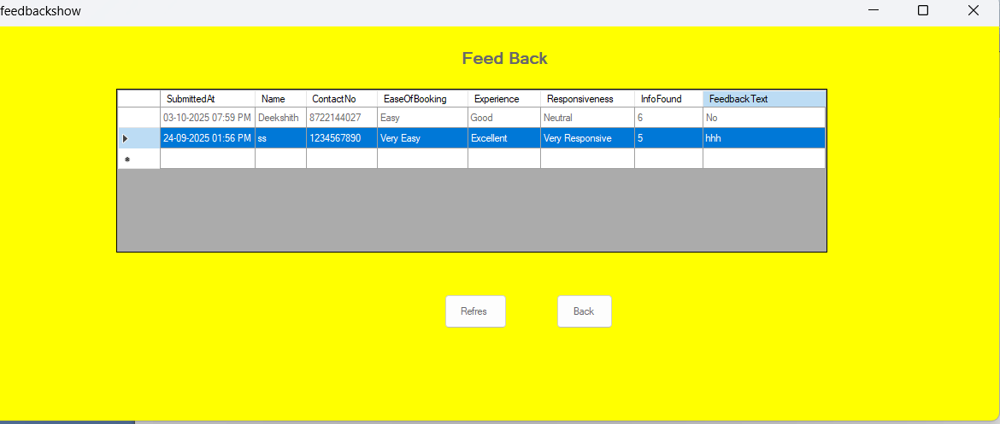 feedbackshow
Feed Back
SubmittedAt Name ContactNo EaseOfBooking Experience Responsiveness InfoFound FeedbackText
03-10-2025 07:59 PM Deekshith 8722144027 Easy Good Neutral 6 No
24-09-2025 01:56 PM ss 1234567890 Very Easy Excellent Very Responsive 5 hhh
Refres Back